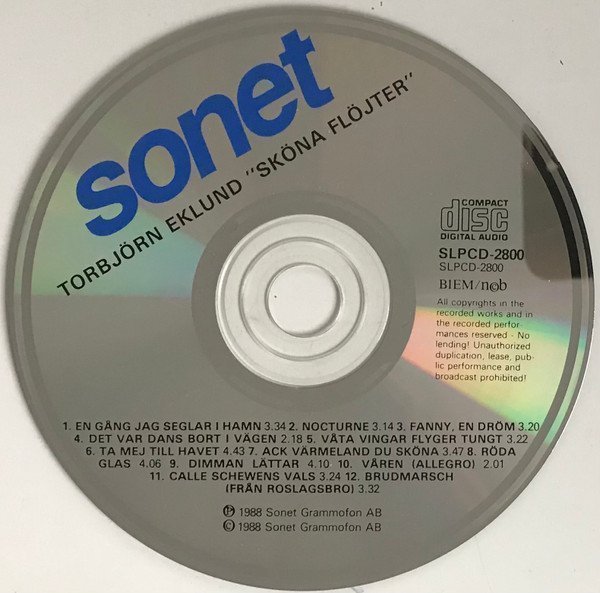 sonet
TORBJÖRN EKLUND "SKÖNA FLÖJTER"
COMPACT
disc
DIGITAL AUDIO
SLPCD-2800
SLPCD-2800
BIEM/ncb
All copyrights in the
recorded works and in
the recorded perfor-
mances reserved - No
lending! Unauthorized
duplication, lease, pub-
lic performance and
broadcast prohibited!
1. EN GÅNG JAG SEGLAR I HAMN 3.34 2. NOCTURNE 3.14 3. FANNY, EN DRÖM 3.20
4. DET VAR DANS BORT I VÄGEN 2.18 5. VÅTA VINGAR FLYGER TUNGT 3.22
6. TA MEJ TILL HAVET 4.43 7. ACK VÄRMELAND DU SKÖNA 3.47 8. RÖDA
GLAS 4.06 9. DIMMAN LÄTTAR 4.10 10. VÅREN (ALLEGRO) 2.01
11. CALLE SCHEWENS VALS 3.24 12. BRUDMARSCH
(FRÅN ROSLAGSBRO) 3.32
℗ 1988 Sonet Grammofon AB
© 1988 Sonet Grammofon AB